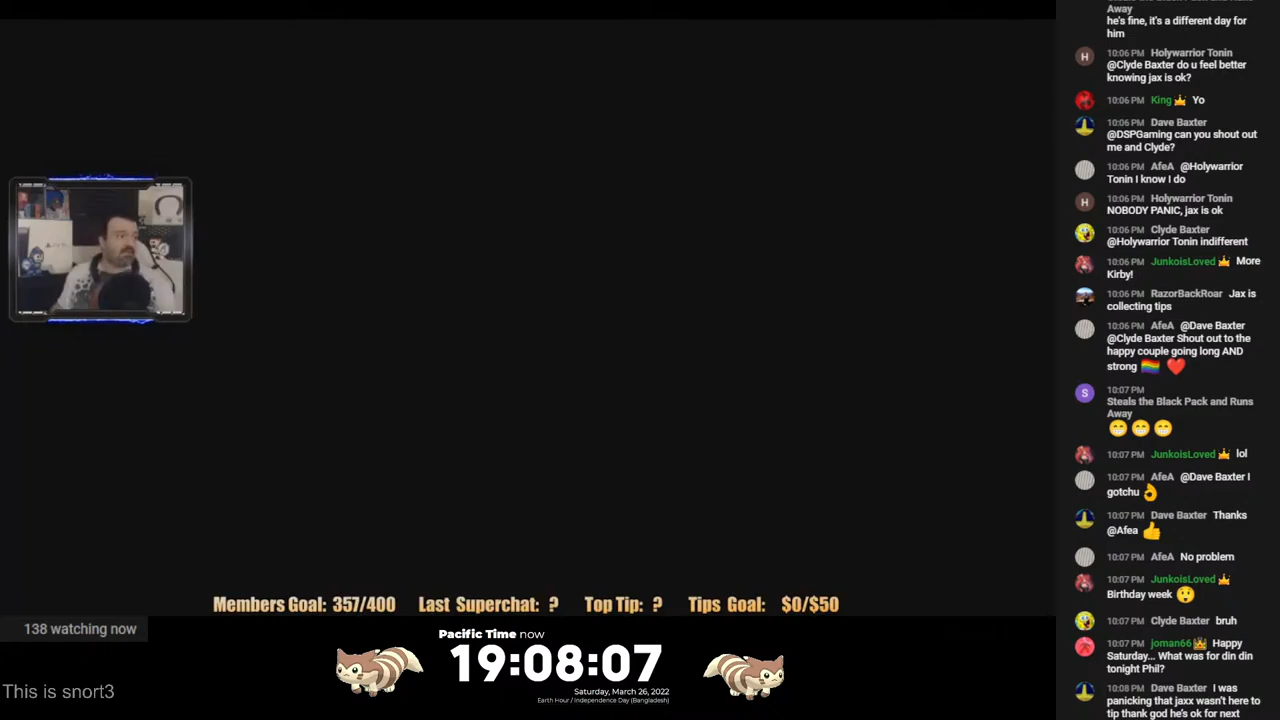 Away
he's fine, it's a different day for
him
H 10:06 PM Holywarrior Tonin
@Clyde Baxter do u feel better
knowing jax is ok?
10:06 PM King Yo
10:06 PM Dave Baxter
@DSPGaming can you shout out
me and Clyde?
10:06 PM AfeA @Holywarrior
Tonin I know I do
H 10:06 PM Holywarrior Tonin
NOBODY PANIC, jax is ok
10:06 PM Clyde Baxter
@Holywarrior Tonin indifferent
10:06 PM JunkoisLoved More
Kirby!
10:06 PM RazorBackRoar Jax is
collecting tips
10:06 PM AfeA @Dave Baxter
@Clyde Baxter Shout out to the
happy couple going long AND
strong 🏳️‍🌈 ❤️
S 10:07 PM
Steals the Black Pack and Runs
Away
😁 😁 😁
10:07 PM JunkoisLoved lol
10:07 PM AfeA @Dave Baxter I
gotchu 👌
10:07 PM Dave Baxter Thanks
@Afea 👍
10:07 PM AfeA No problem
10:07 PM JunkoisLoved
Birthday week 😲
10:07 PM Clyde Baxter bruh
10:07 PM joman66 Happy
Saturday... What was for din din
tonight Phil?
10:08 PM Dave Baxter I was
panicking that jaxx wasn't here to
tip thank god he's ok for next
Members Goal: 357/400 Last Superchat: ? Top Tip: ? Tips Goal: $0/$50
138 watching now
Pacific Time now
19:08:07
Saturday, March 26, 2022
Earth Hour / Independence Day (Bangladesh)
This is snort3